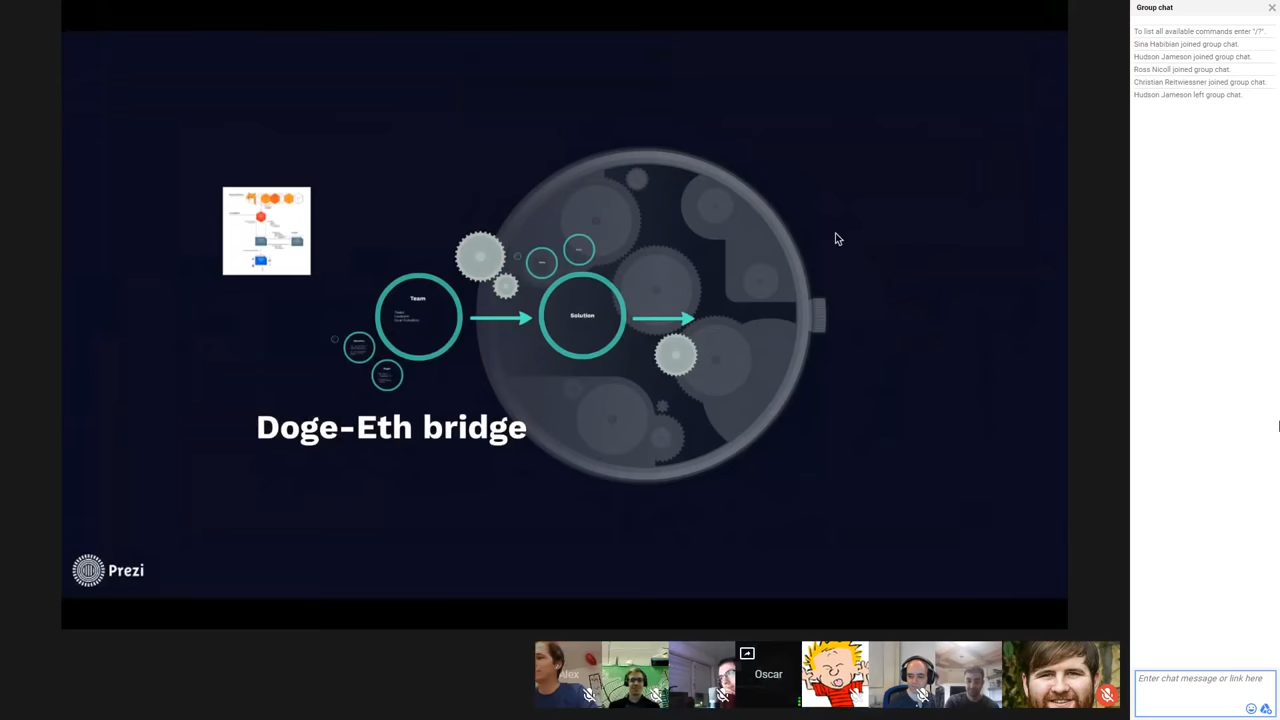 Group chat
To list all available commands enter "/?".
Sina Habibian joined group chat.
Hudson Jameson joined group chat.
Ross Nicoll joined group chat.
Christian Reitwiessner joined group chat.
Hudson Jameson left group chat.
Team
Solution
Doge-Eth bridge
Prezi
Alex
Oscar
Enter chat message or link here